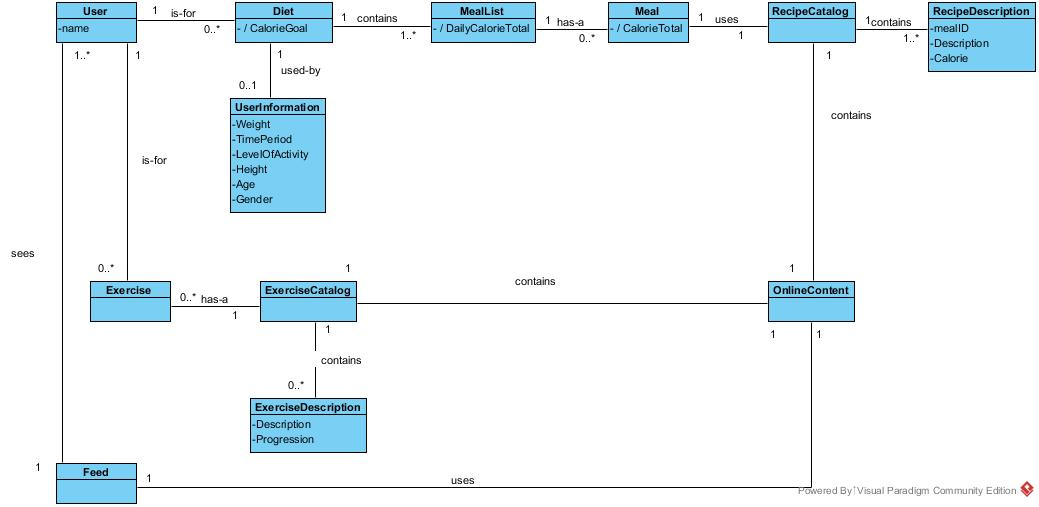 User
-name
1
is-for
0..*
Diet
- / CalorieGoal
1
contains
1..*
MealList
- / DailyCalorieTotal
1
has-a
0..*
Meal
- / CalorieTotal
1
uses
1
RecipeCatalog
1
contains
1..*
RecipeDescription
-mealID
-Description
-Calorie
1..*
1
1
used-by
0..1
1
UserInformation
-Weight
-TimePeriod
-LevelOfActivity
-Height
-Age
-Gender
contains
is-for
sees
0..*
1
contains
1
Exercise
0..*
has-a
1
ExerciseCatalog
OnlineContent
1
1
1
contains
0..*
ExerciseDescription
-Description
-Progression
1
Feed
1
uses
Powered By Visual Paradigm Community Edition